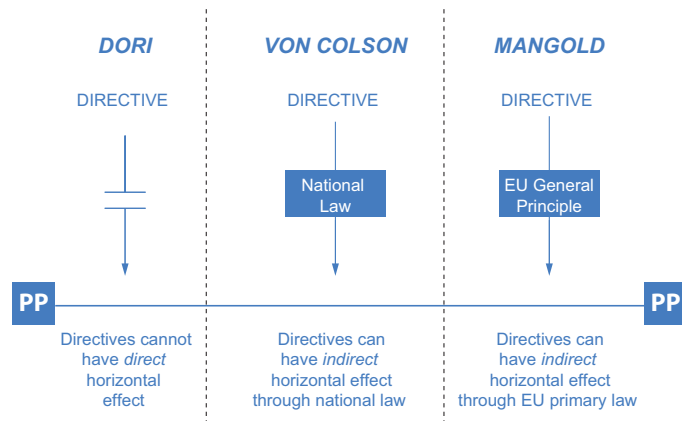 DORI
DIRECTIVE
PP
Directives cannot
have direct
horizontal
effect
VON COLSON
DIRECTIVE
National
Law
Directives can
have indirect
horizontal effect
through national law
MANGOLD
DIRECTIVE
EU General
Principle
PP
Directives can
have indirect
horizontal effect
through EU primary law